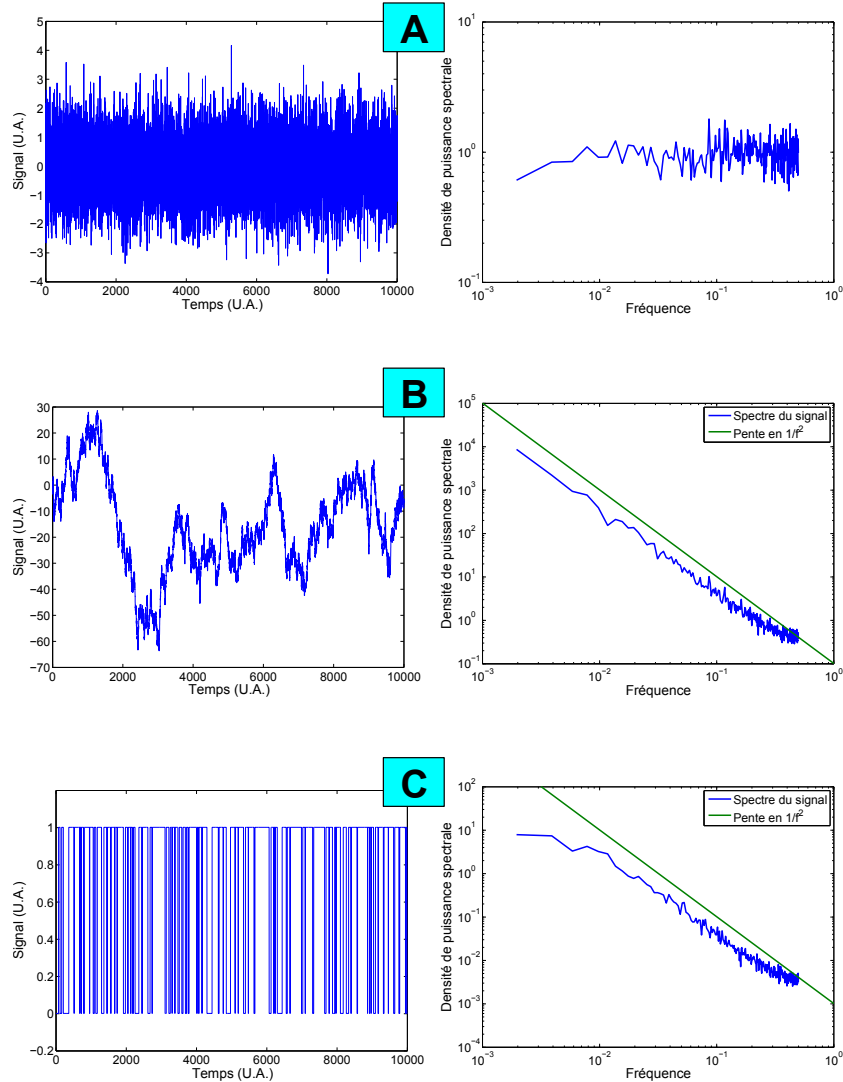 A
5
4
3
2
1
0
−1
−2
−3
−4
0 2000 4000 6000 8000 10000
Temps (U.A.)
Signal (U.A.)
10^1
10^0
10^−1
10^−3 10^−2 10^−1 10^0
Fréquence
Densité de puissance spectrale
B
30
20
10
0
−10
−20
−30
−40
−50
−60
−70
0 2000 4000 6000 8000 10000
Temps (U.A.)
Signal (U.A.)
10^5
10^4
10^3
10^2
10^1
10^0
10^−1
10^−3 10^−2 10^−1 10^0
Fréquence
Densité de puissance spectrale
Spectre du signal
Pente en 1/f^2
C
1
0.8
0.6
0.4
0.2
0
−0.2
0 2000 4000 6000 8000 10000
Temps (U.A.)
Signal (U.A.)
10^2
10^1
10^0
10^−1
10^−2
10^−3
10^−4
10^−3 10^−2 10^−1 10^0
Fréquence
Densité de puissance spectrale
Spectre du signal
Pente en 1/f^2